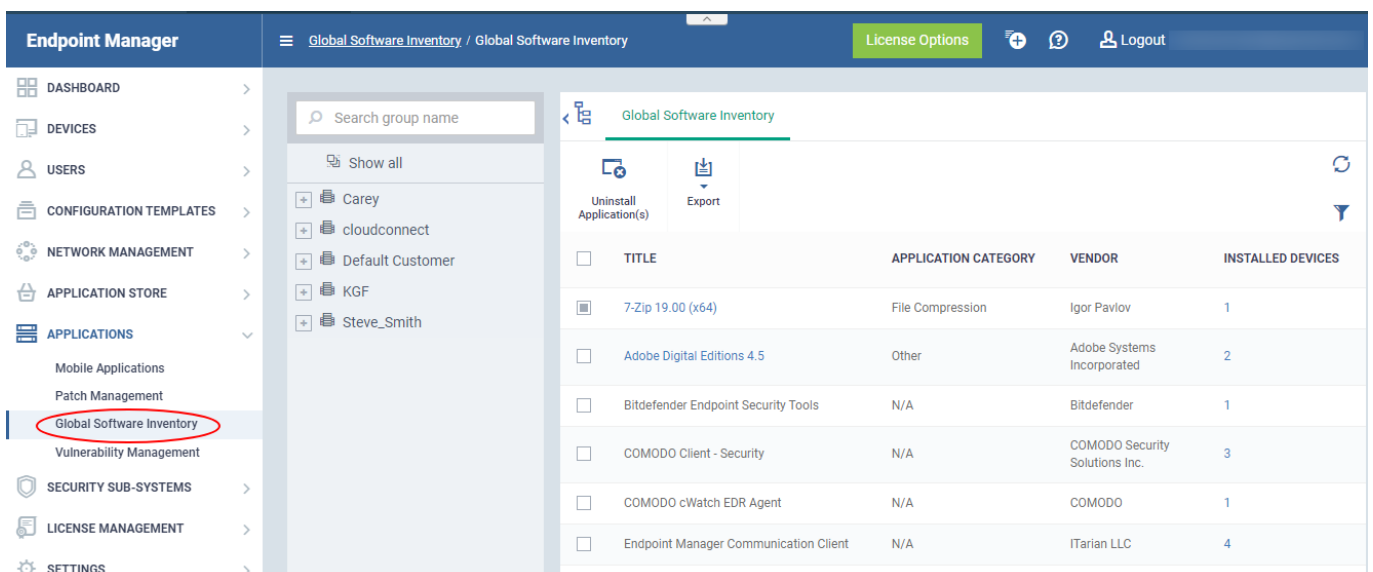 Endpoint Manager
Global Software Inventory / Global Software Inventory
License Options
Logout
DASHBOARD
DEVICES
USERS
CONFIGURATION TEMPLATES
NETWORK MANAGEMENT
APPLICATION STORE
APPLICATIONS
Mobile Applications
Patch Management
Global Software Inventory
Vulnerability Management
SECURITY SUB-SYSTEMS
LICENSE MANAGEMENT
SETTINGS
Search group name
Show all
Carey
cloudconnect
Default Customer
KGF
Steve_Smith
Global Software Inventory
Uninstall
Application(s)
Export
TITLE APPLICATION CATEGORY VENDOR INSTALLED DEVICES
7-Zip 19.00 (x64) File Compression Igor Pavlov 1
Adobe Digital Editions 4.5 Other Adobe Systems 2
Incorporated
Bitdefender Endpoint Security Tools N/A Bitdefender 1
COMODO Client - Security N/A COMODO Security 3
Solutions Inc.
COMODO cWatch EDR Agent N/A COMODO 1
Endpoint Manager Communication Client N/A ITarian LLC 4